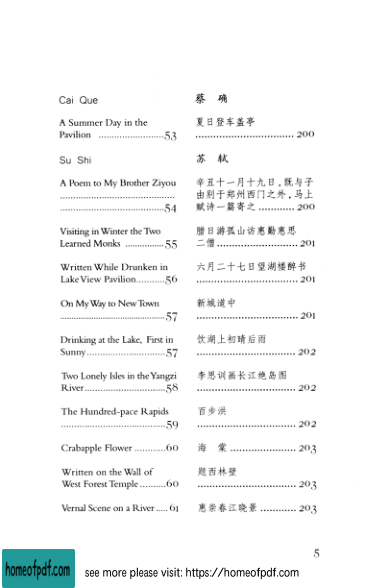 Cai Que
蔡 确
A Summer Day in the
Pavilion ..........................53
夏日登车盖亭
................................ 200
Su Shi
苏 轼
A Poem to My Brother Ziyou
......................................
...................................54
辛丑十一月十九日，既与子
由别于郑州西门之外，马上
赋诗一篇寄之 ............ 200
Visiting in Winter the Two
Learned Monks ................55
腊日游孤山访惠勤惠思
二僧 .......................... 201
Written While Drunken in
Lake View Pavilion...........56
六月二十七日望湖楼醉书
................................ 201
On My Way to New Town
...................................57
新城道中
................................ 201
Drinking at the Lake, First in
Sunny..........................57
饮湖上初晴后雨
................................ 202
Two Lonely Isles in the Yangzi
River...........................58
李思训画长江绝岛图
................................ 202
The Hundred-pace Rapids
...................................59
百步洪
................................ 202
Crabapple Flower ............60
海 棠 ...................... 203
Written on the Wall of
West Forest Temple ..........60
题西林壁
................................ 203
Vernal Scene on a River ..... 61
惠崇春江晓景 ............ 203
5
homeofpdf.com
see more please visit: https://homeofpdf.com